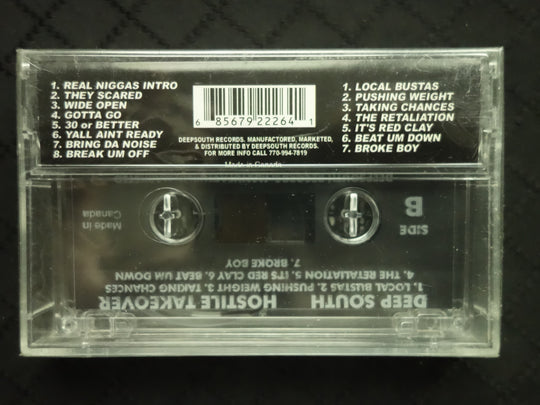 1. REAL NIGGAS INTRO
2. THEY SCARED
3. WIDE OPEN
4. GOTTA GO
5. 30 or BETTER
6. YALL AINT READY
7. BRING DA NOISE
8. BREAK UM OFF
6 85679 22264 1
DEEPSOUTH RECORDS. MANUFACTORED, MARKETED,
& DISTRIBUTED BY DEEPSOUTH RECORDS.
FOR MORE INFO CALL 770-994-7819
Made in Canada
1. LOCAL BUSTAS
2. PUSHING WEIGHT
3. TAKING CHANCES
4. THE RETALIATION
5. IT'S RED CLAY
6. BEAT UM DOWN
7. BROKE BOY
DEEP SOUTH HOSTILE TAKEOVER
1. LOCAL BUSTAS 2. PUSHING WEIGHT 3. TAKING CHANCES
4. THE RETALIATION 5. IT'S RED CLAY 6. BEAT UM DOWN
7. BROKE BOY
SIDE
B
Made in
Canada